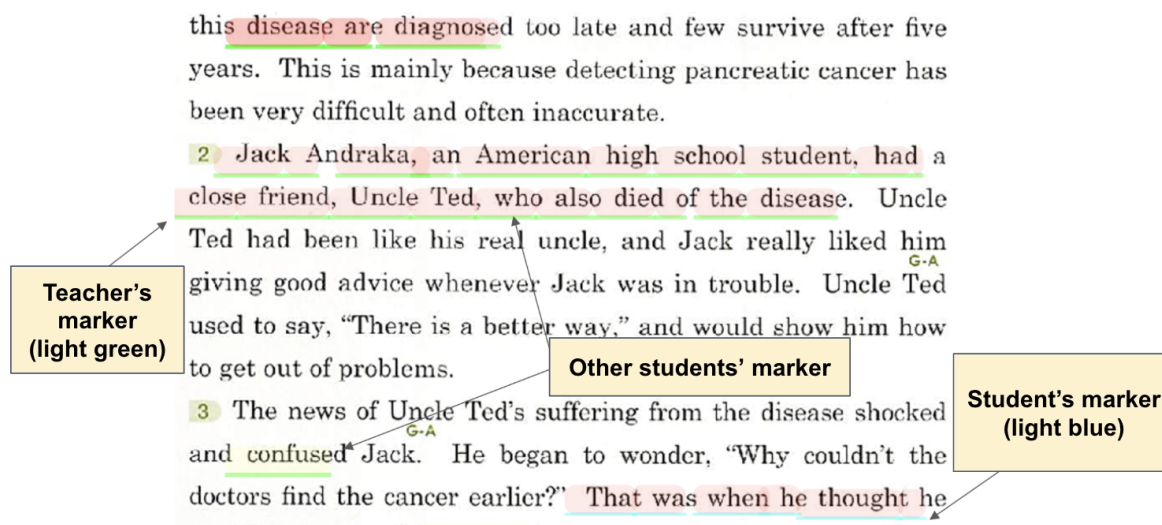 this disease are diagnosed too late and few survive after five
years. This is mainly because detecting pancreatic cancer has
been very difficult and often inaccurate.
2 Jack Andraka, an American high school student, had a
close friend, Uncle Ted, who also died of the disease. Uncle
Ted had been like his real uncle, and Jack really liked him
G-A
giving good advice whenever Jack was in trouble. Uncle Ted
used to say, “There is a better way,” and would show him how
to get out of problems.
3 The news of Uncle Ted’s suffering from the disease shocked
G-A
and confused Jack. He began to wonder, “Why couldn’t the
doctors find the cancer earlier?” That was when he thought he
Teacher’s
marker
(light green)
Other students’ marker
Student’s marker
(light blue)